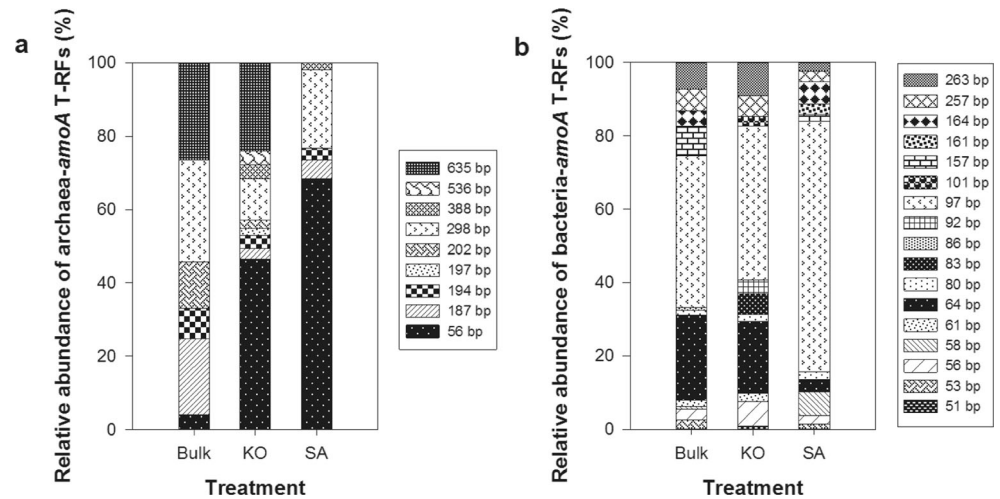 a
Relative abundance of archaea-amoA T-RFs (%)
100
80
60
40
20
0
Bulk KO SA
Treatment
635 bp
536 bp
388 bp
298 bp
202 bp
197 bp
194 bp
187 bp
56 bp
b
Relative abundance of bacteria-amoA T-RFs (%)
100
80
60
40
20
0
Bulk KO SA
Treatment
263 bp
257 bp
164 bp
161 bp
157 bp
101 bp
97 bp
92 bp
86 bp
83 bp
80 bp
64 bp
61 bp
58 bp
56 bp
53 bp
51 bp